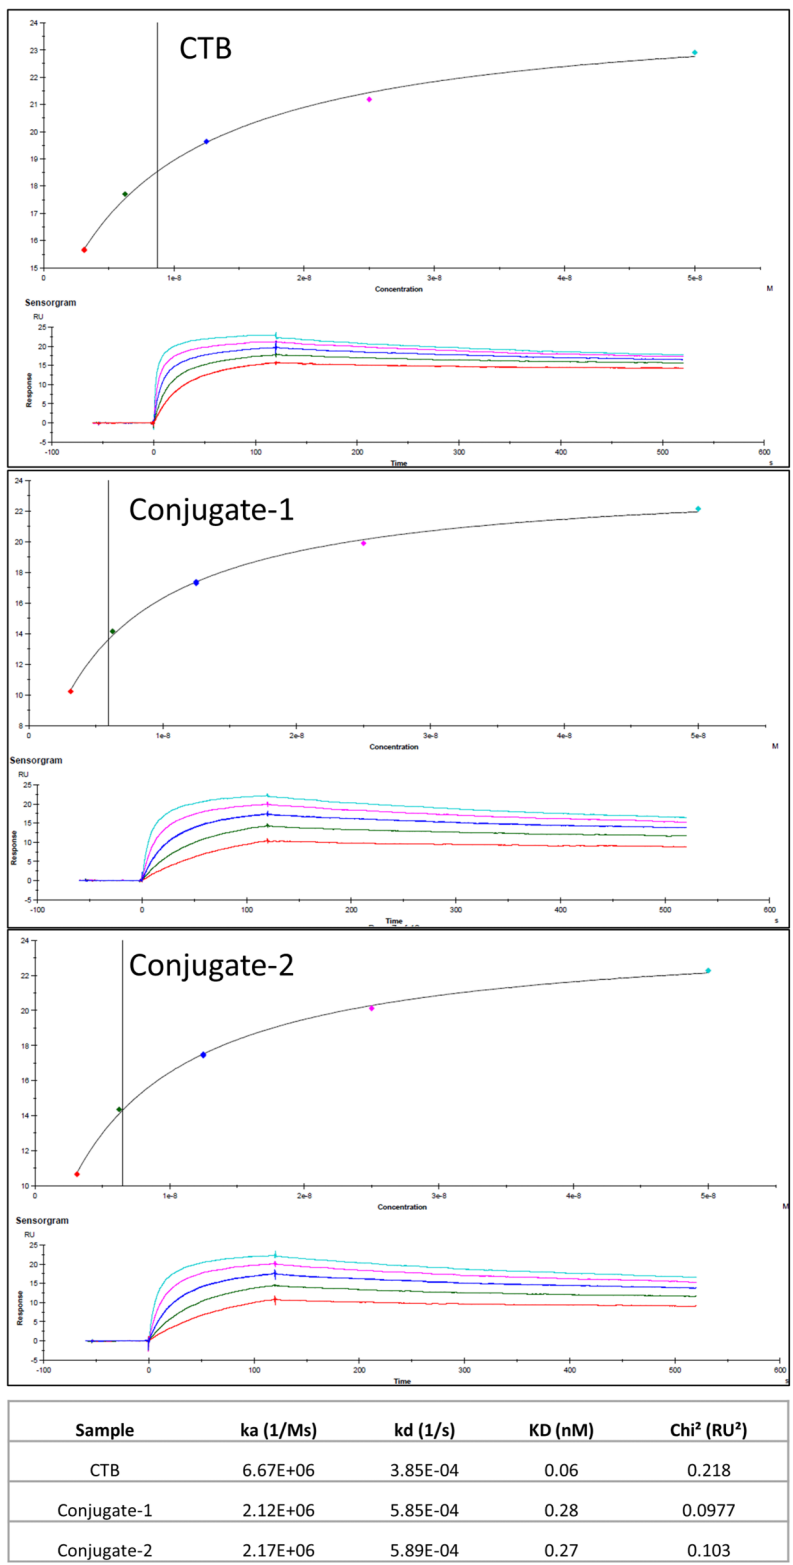 CTB
24
23
22
21
20
19
18
17
16
15
0 1e-8 2e-8 3e-8 4e-8 5e-8
Concentration M
Sensorgram
RU
25
20
15
10
5
0
-5
Response
-100 0 100 200 300 400 500 600
Time s
Conjugate-1
24
22
20
18
16
14
12
10
8
0 1e-8 2e-8 3e-8 4e-8 5e-8
Concentration M
Sensorgram
RU
25
20
15
10
5
0
-5
Response
-100 0 100 200 300 400 500 600
Time s
Conjugate-2
24
22
20
18
16
14
12
10
0 1e-8 2e-8 3e-8 4e-8 5e-8
Concentration M
Sensorgram
RU
25
20
15
10
5
0
-5
Response
-100 0 100 200 300 400 500 600
Time s
Sample ka (1/Ms) kd (1/s) KD (nM) Chi² (RU²)
CTB 6.67E+06 3.85E-04 0.06 0.218
Conjugate-1 2.12E+06 5.85E-04 0.28 0.0977
Conjugate-2 2.17E+06 5.89E-04 0.27 0.103